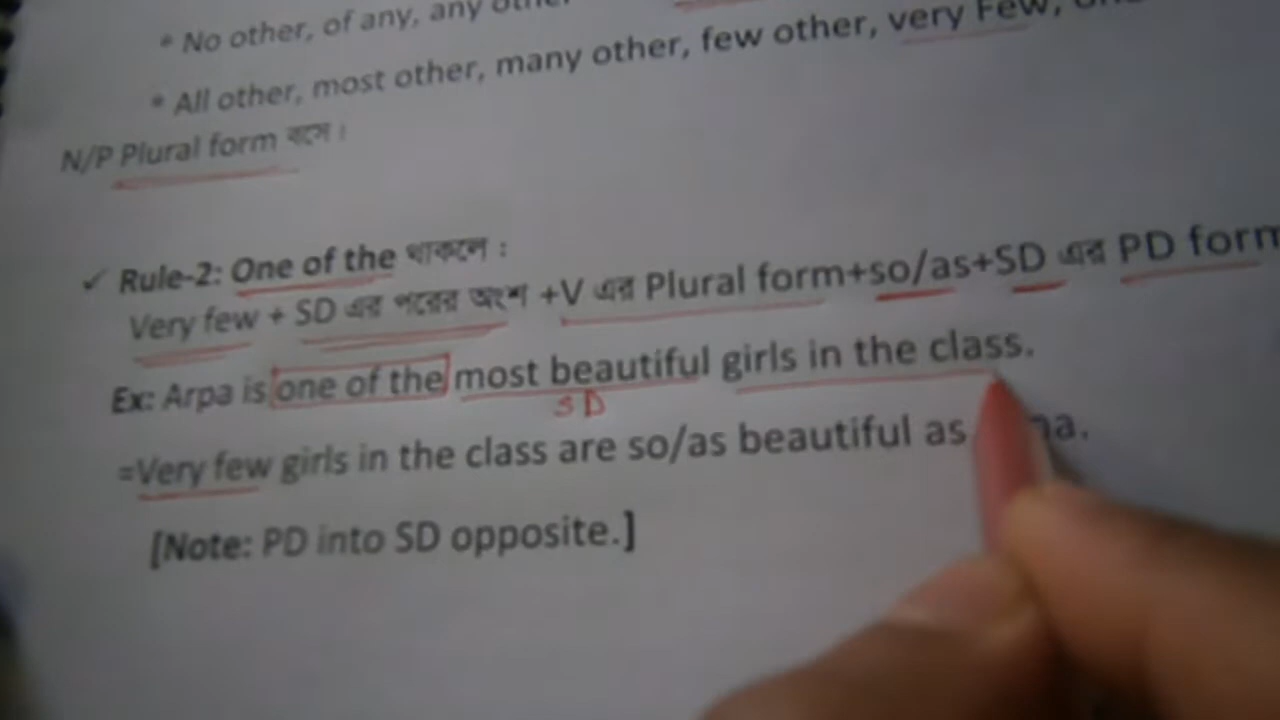 * No other, of any, any other
* All other, most other, many other, few other, very Few,
N/P Plural form বসে।
✓ Rule-2: One of the থাকলে :
Very few + SD এর পরের অংশ +V এর Plural form+so/as+SD এর PD form
Ex: Arpa is one of the most beautiful girls in the class.
SD
=Very few girls in the class are so/as beautiful as
[Note: PD into SD opposite.]